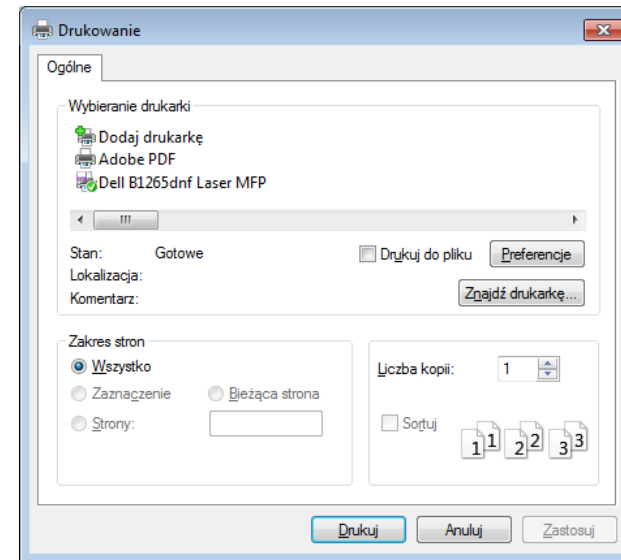 Drukowanie
Ogólne
Wybieranie drukarki
Dodaj drukarkę
Adobe PDF
Dell B1265dnf Laser MFP
Stan: Gotowe
Drukuj do pliku
Preferencje
Lokalizacja:
Komentarz:
Znajdź drukarkę...
Zakres stron
Wszystko
Zaznaczenie
Bieżąca strona
Strony:
Liczba kopii: 1
Sortuj
1 1 2 2 3 3
Drukuj
Anuluj
Zastosuj